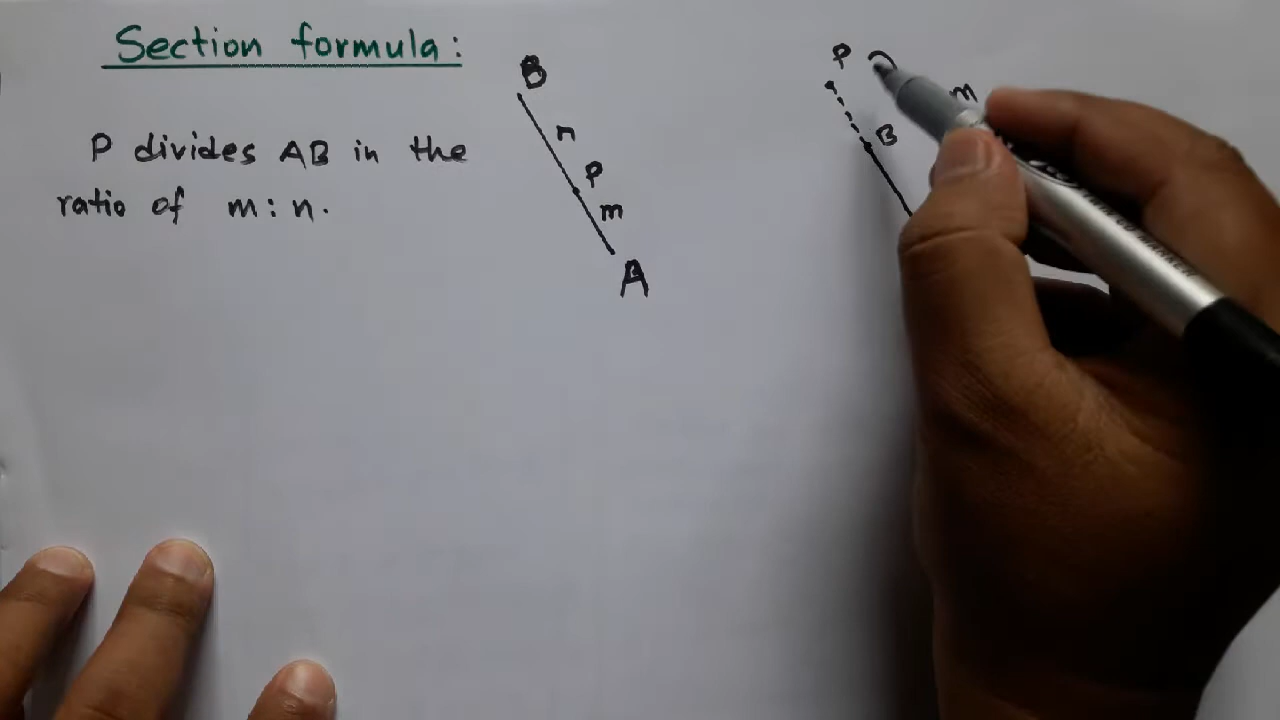 Section formula:
P divides AB in the
ratio of m:n.
B
n
P
m
A
P
m
B